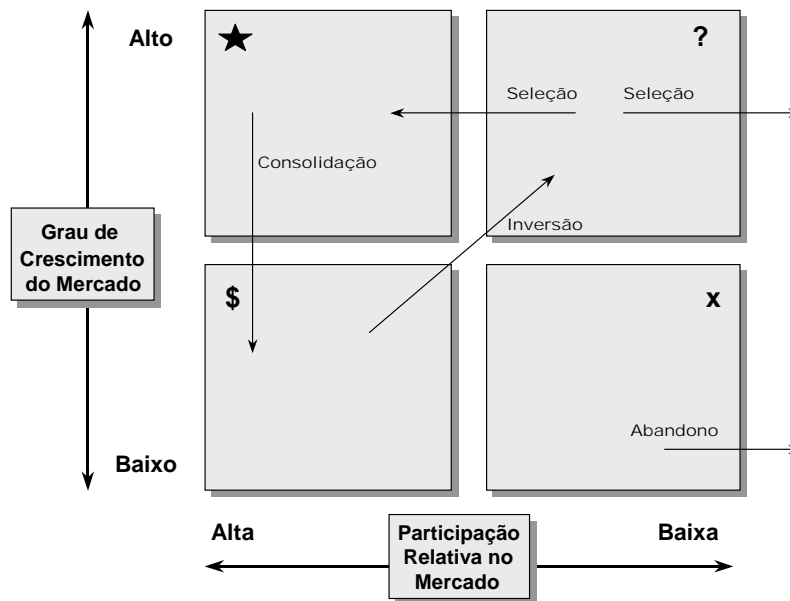 Alto
?
Seleção
Seleção
Consolidação
Grau de
Crescimento
do Mercado
Inversão
$
x
Abandono
Baixo
Alta
Participação
Relativa no
Mercado
Baixa